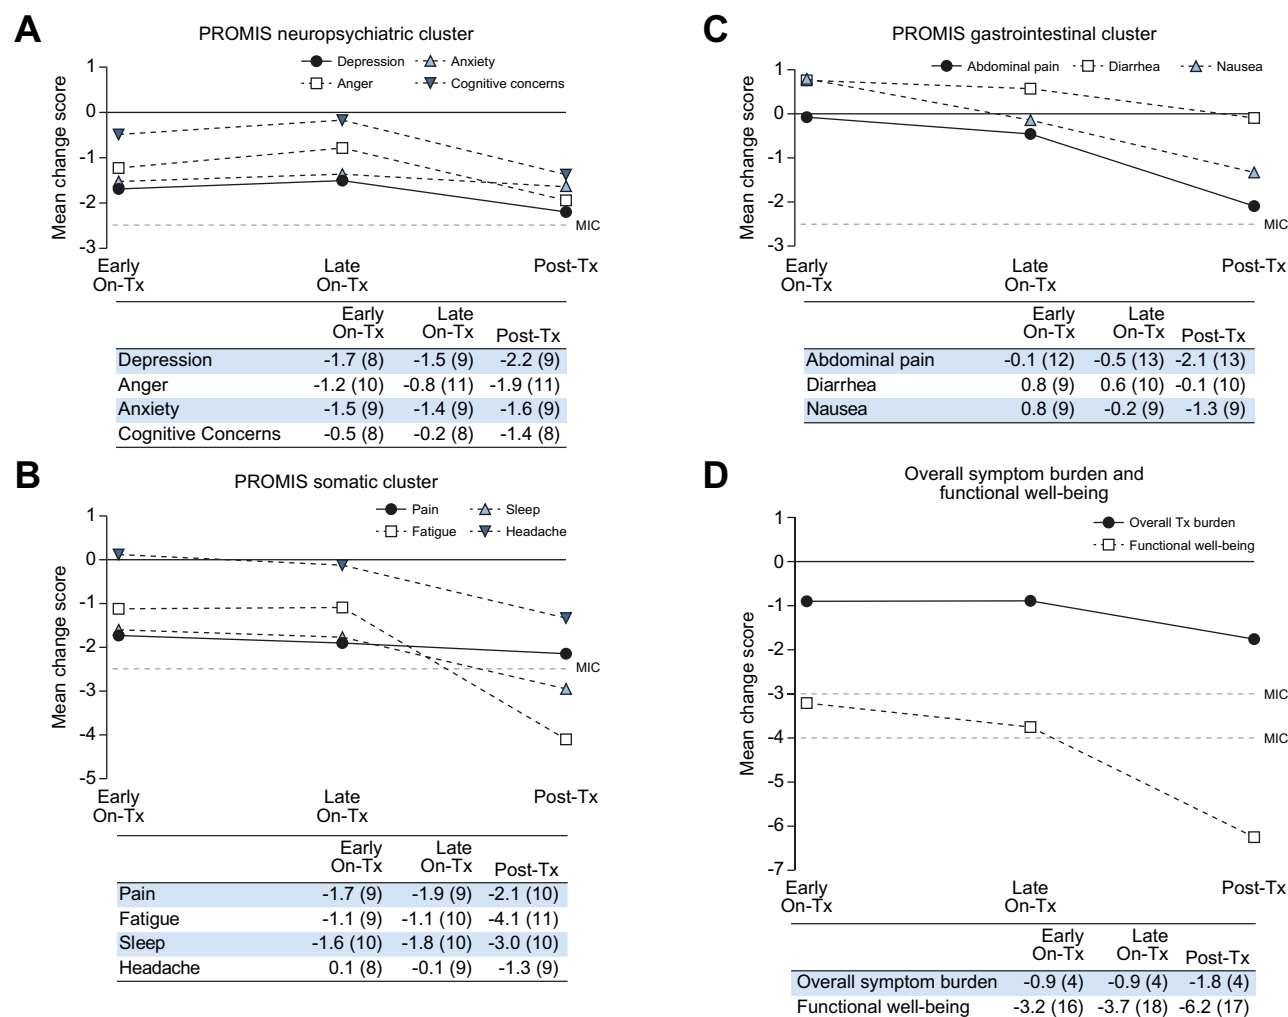 A
PROMIS neuropsychiatric cluster
Depression Anxiety
Anger Cognitive concerns
Mean change score
1
0
-1
-2
-3
MIC
Early
On-Tx
Late
On-Tx
Post-Tx
Early
On-Tx
Late
On-Tx
Post-Tx
Depression -1.7 (8) -1.5 (9) -2.2 (9)
Anger -1.2 (10) -0.8 (11) -1.9 (11)
Anxiety -1.5 (9) -1.4 (9) -1.6 (9)
Cognitive Concerns -0.5 (8) -0.2 (8) -1.4 (8)
B
PROMIS somatic cluster
Pain Sleep
Fatigue Headache
Mean change score
1
0
-1
-2
-3
-4
-5
MIC
Early
On-Tx
Late
On-Tx
Post-Tx
Early
On-Tx
Late
On-Tx
Post-Tx
Pain -1.7 (9) -1.9 (9) -2.1 (10)
Fatigue -1.1 (9) -1.1 (10) -4.1 (11)
Sleep -1.6 (10) -1.8 (10) -3.0 (10)
Headache 0.1 (8) -0.1 (9) -1.3 (9)
C
PROMIS gastrointestinal cluster
Abdominal pain Diarrhea Nausea
Mean change score
1
0
-1
-2
-3
MIC
Early
On-Tx
Late
On-Tx
Post-Tx
Early
On-Tx
Late
On-Tx
Post-Tx
Abdominal pain -0.1 (12) -0.5 (13) -2.1 (13)
Diarrhea 0.8 (9) 0.6 (10) -0.1 (10)
Nausea 0.8 (9) -0.2 (9) -1.3 (9)
D
Overall symptom burden and
functional well-being
Overall Tx burden
Functional well-being
Mean change score
1
0
-1
-2
-3
-4
-5
-6
-7
MIC
MIC
Early
On-Tx
Late
On-Tx
Post-Tx
Early
On-Tx
Late
On-Tx
Post-Tx
Overall symptom burden -0.9 (4) -0.9 (4) -1.8 (4)
Functional well-being -3.2 (16) -3.7 (18) -6.2 (17)